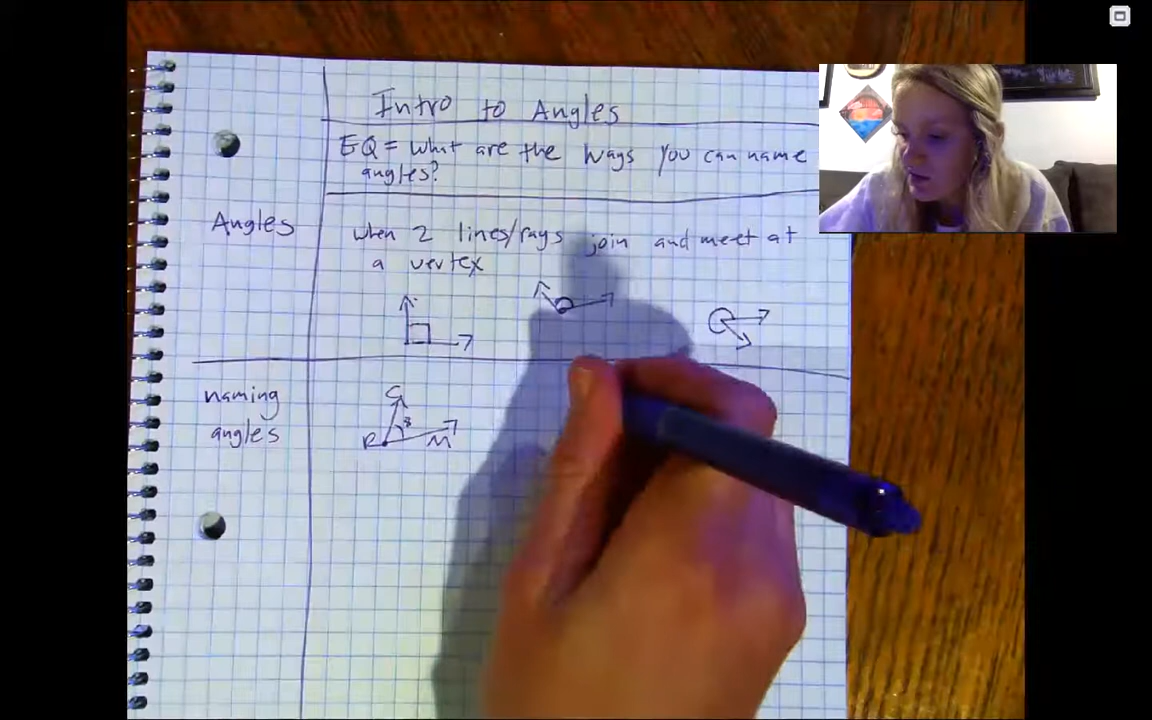 Intro to Angles
EQ = What are the ways you can name
angles?
Angles
when 2 lines/rays join and meet at
a vertex
naming
angles
G
R
M